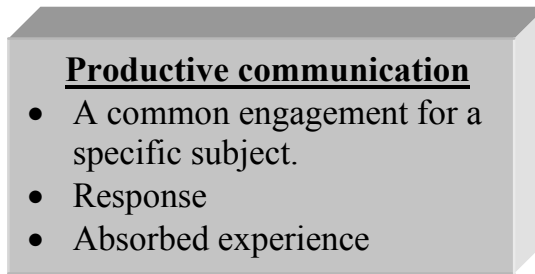 Productive communication
• A common engagement for a
specific subject.
• Response
• Absorbed experience